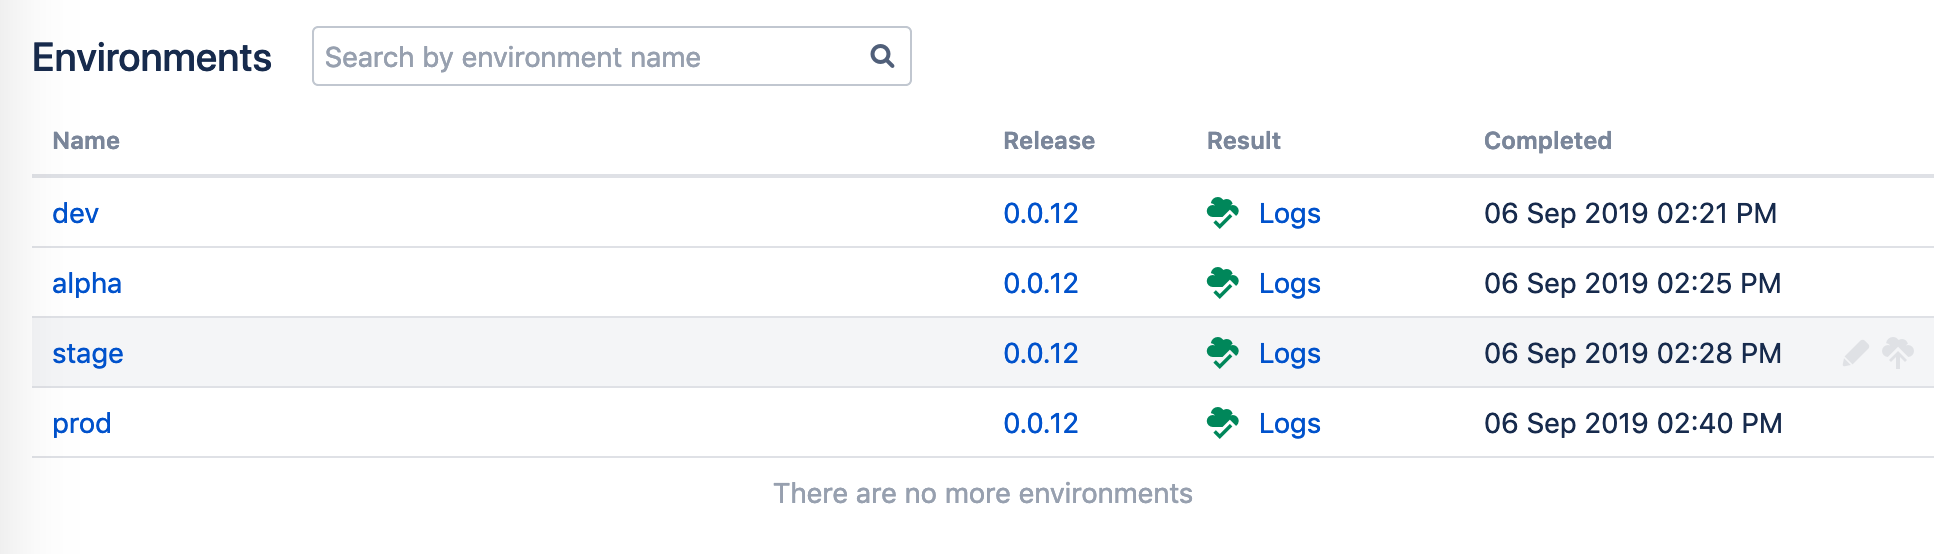 Environments Search by environment name
Name Release Result Completed
dev 0.0.12 Logs 06 Sep 2019 02:21 PM
alpha 0.0.12 Logs 06 Sep 2019 02:25 PM
stage 0.0.12 Logs 06 Sep 2019 02:28 PM
prod 0.0.12 Logs 06 Sep 2019 02:40 PM
There are no more environments